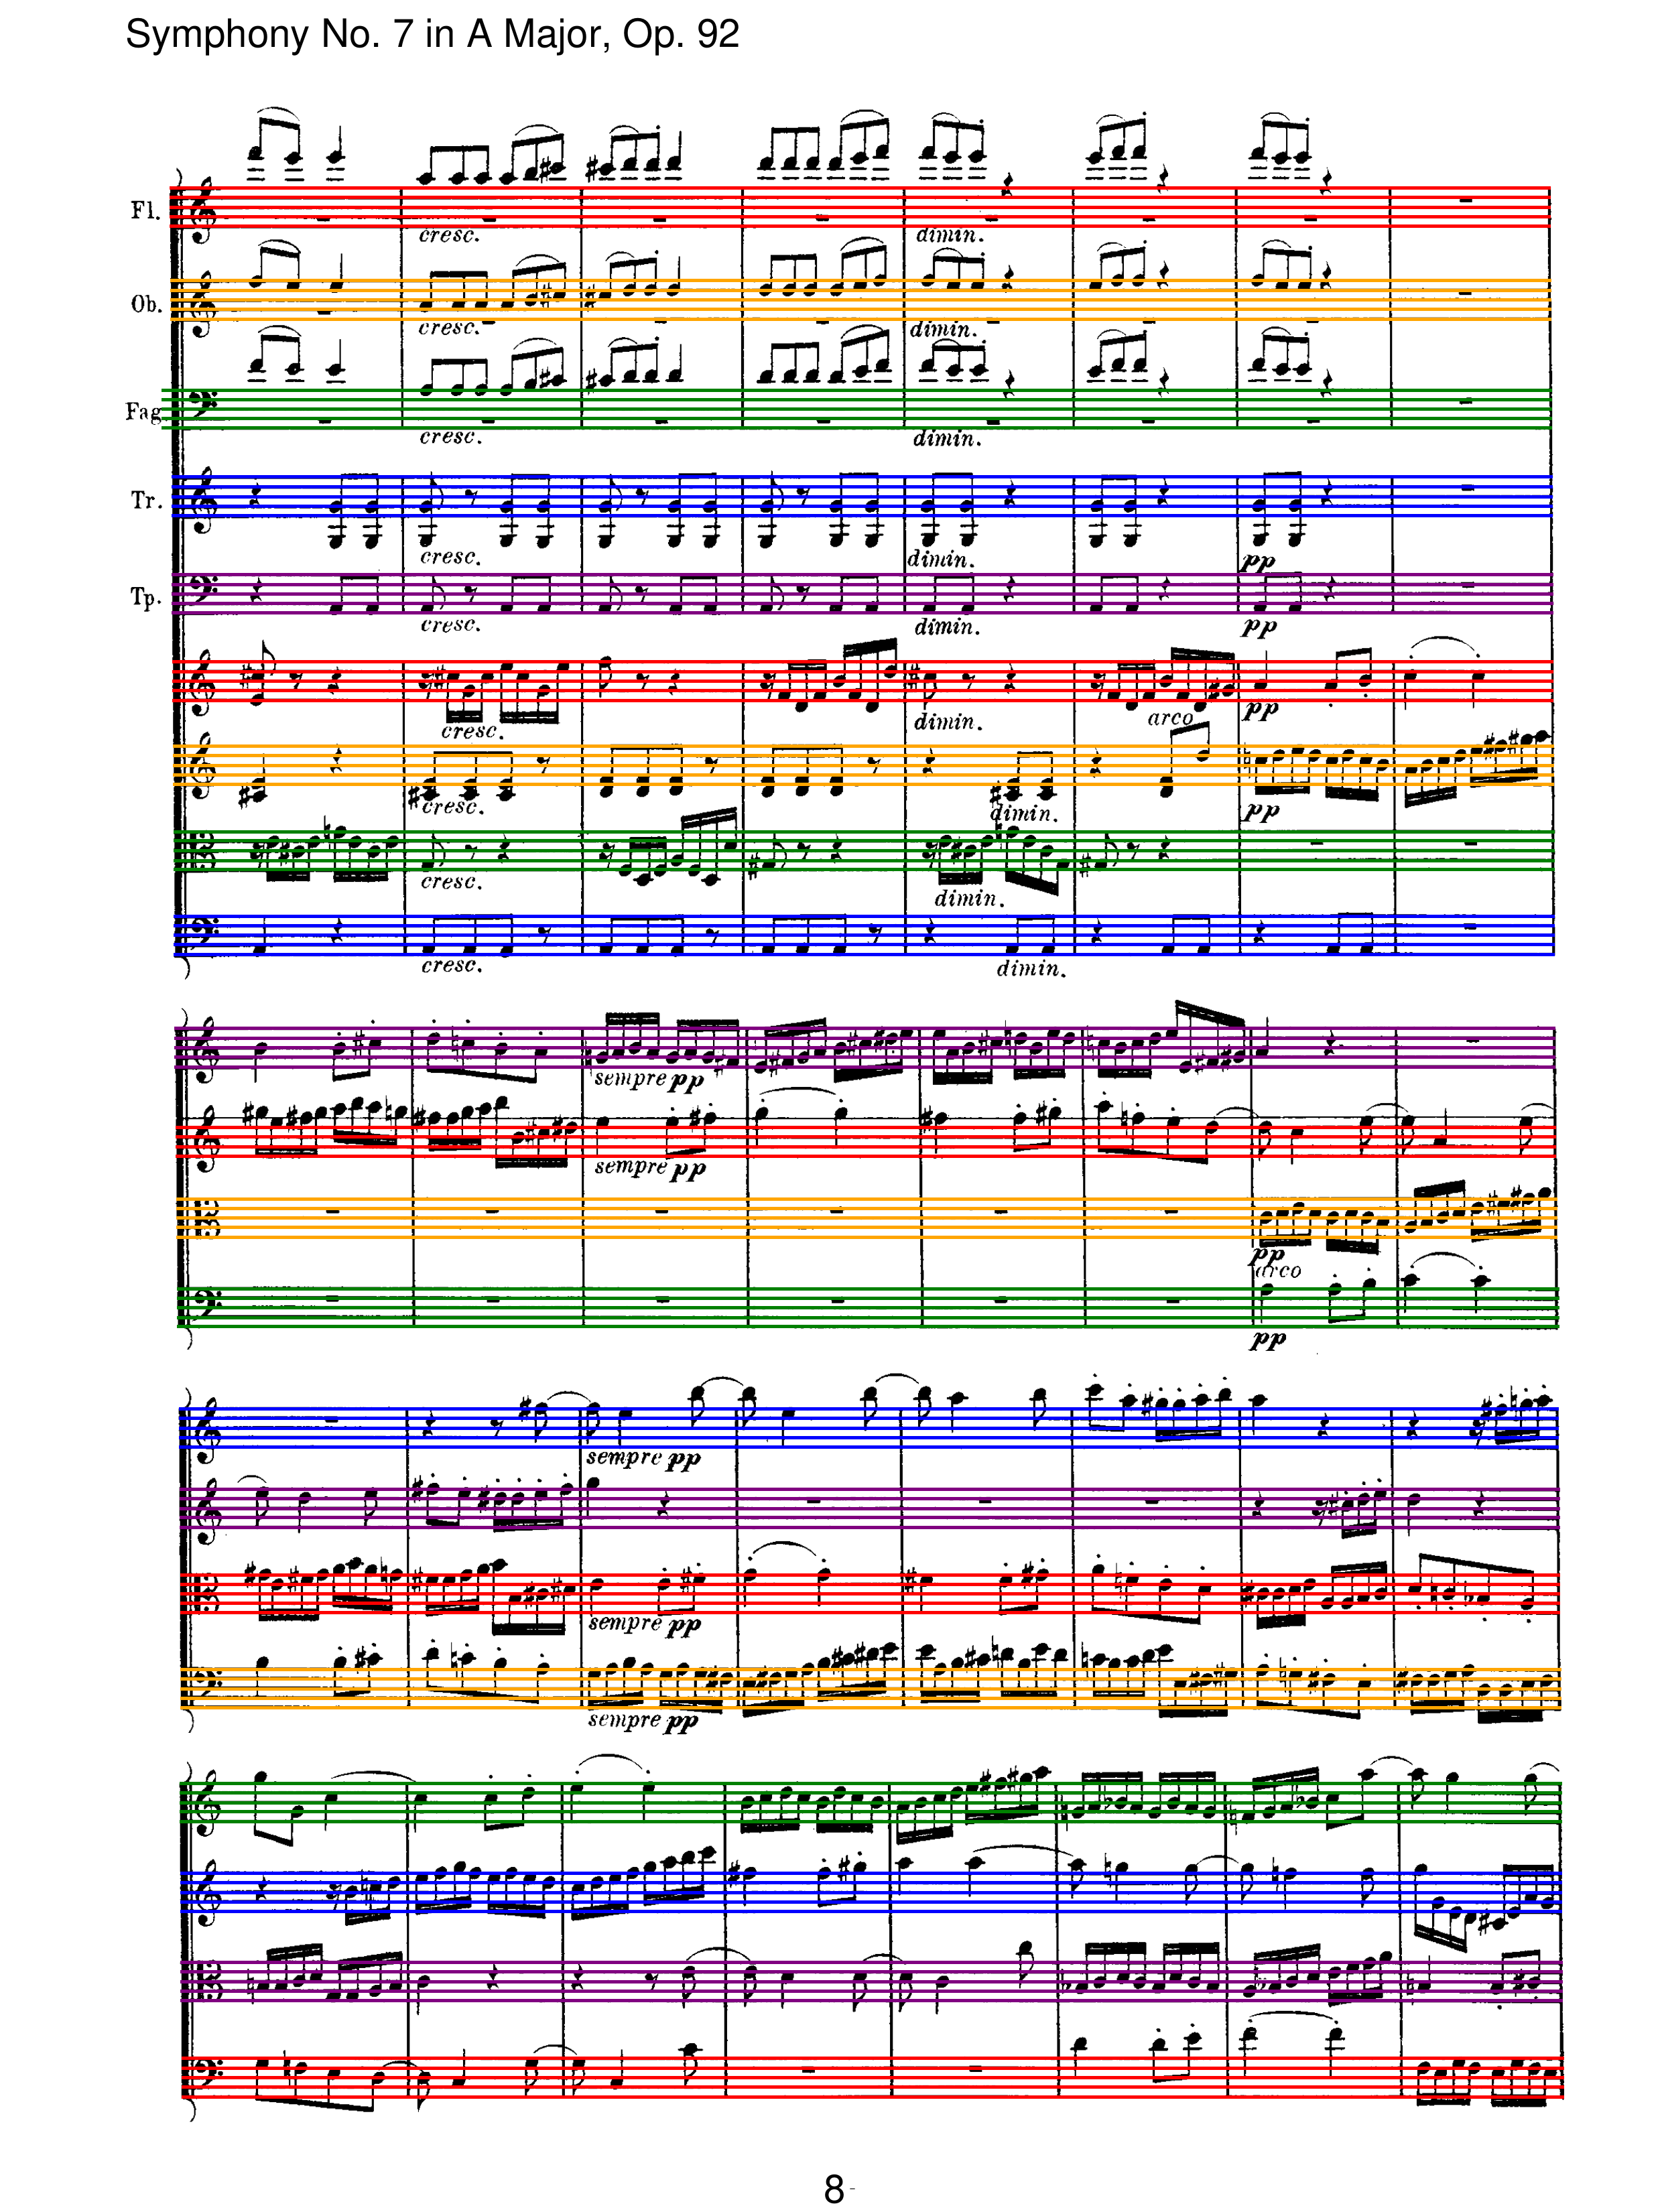 Symphony No. 7 in A Major, Op. 92
Fl.
cresc. dimin.
Ob.
cresc. dimin.
Fag
cresc. dimin.
Tr.
cresc. dimin. pp
Tp.
cresc. dimin. pp
cresc. dimin. arco pp
cresc. dimin. pp
cresc. dimin.
cresc. dimin.
sempre pp
sempre pp
pp
arco
pp
sempre pp
sempre pp
sempre pp
8